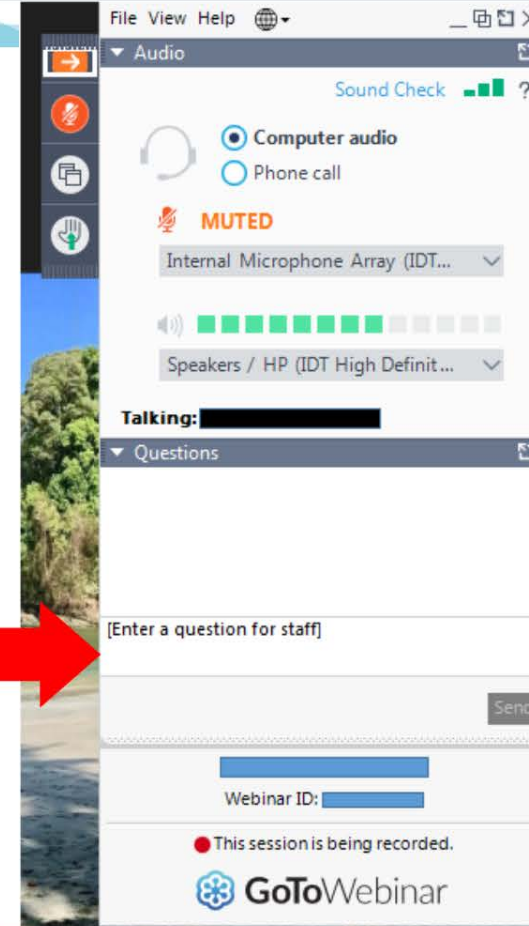 File View Help
Audio
Sound Check ?
Computer audio
Phone call
MUTED
Internal Microphone Array (IDT...
Speakers / HP (IDT High Definit...
Talking:
Questions
[Enter a question for staff]
Send
Webinar ID:
This session is being recorded.
GoToWebinar